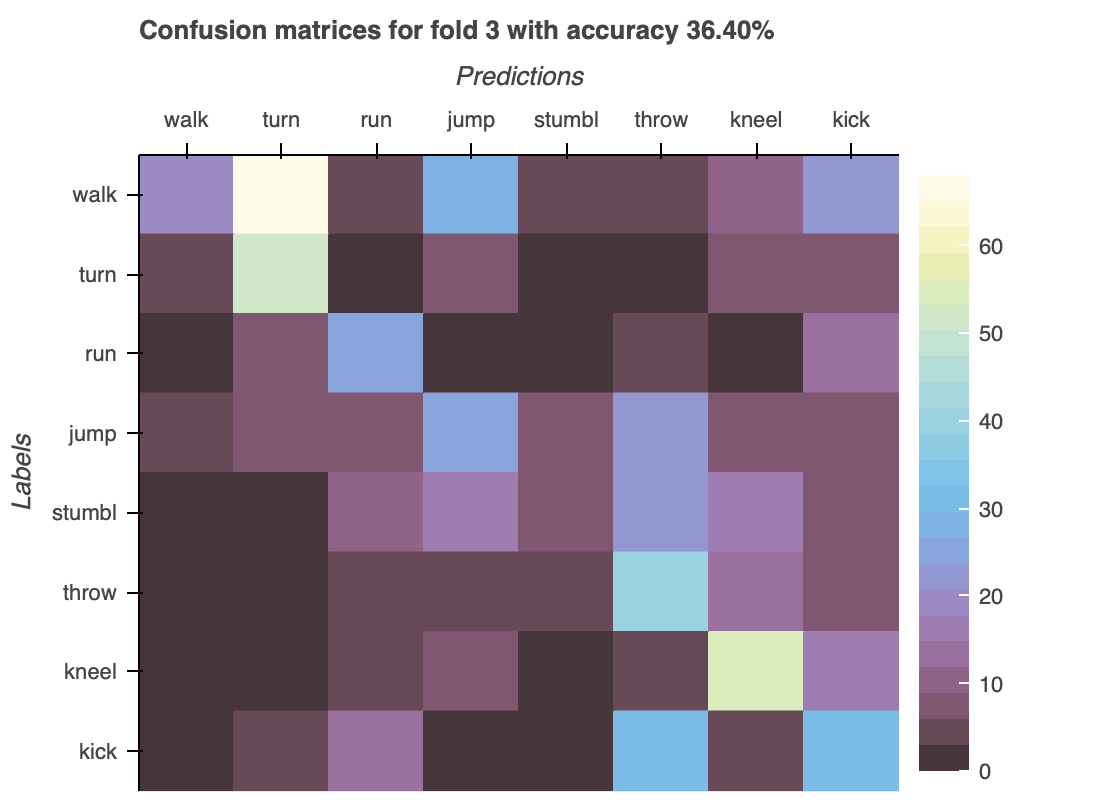 Confusion matrices for fold 3 with accuracy 36.40%
Predictions
walk turn run jump stumbl throw kneel kick
walk
turn
run
jump
stumbl
throw
kneel
kick
Labels
60
50
40
30
20
10
0